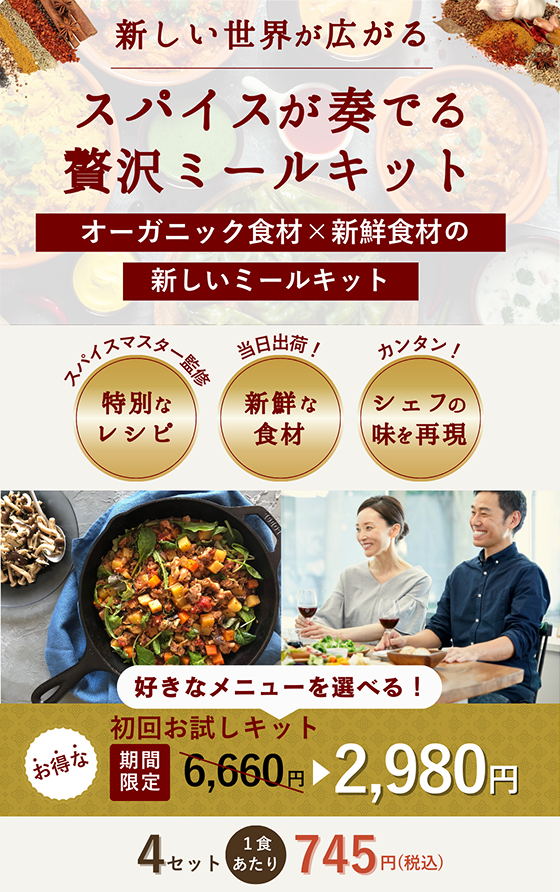 新しい世界が広がる
スパイスが奏でる
贅沢ミールキット
オーガニック食材×新鮮食材の
新しいミールキット
スパイスマスター監修
特別な
レシピ
当日出荷！
新鮮な
食材
カンタン！
シェフの
味を再現
好きなメニューを選べる！
お得な
初回お試しキット
期間
限定
6,660円
2,980円
4セット
1食
あたり
745円(税込)